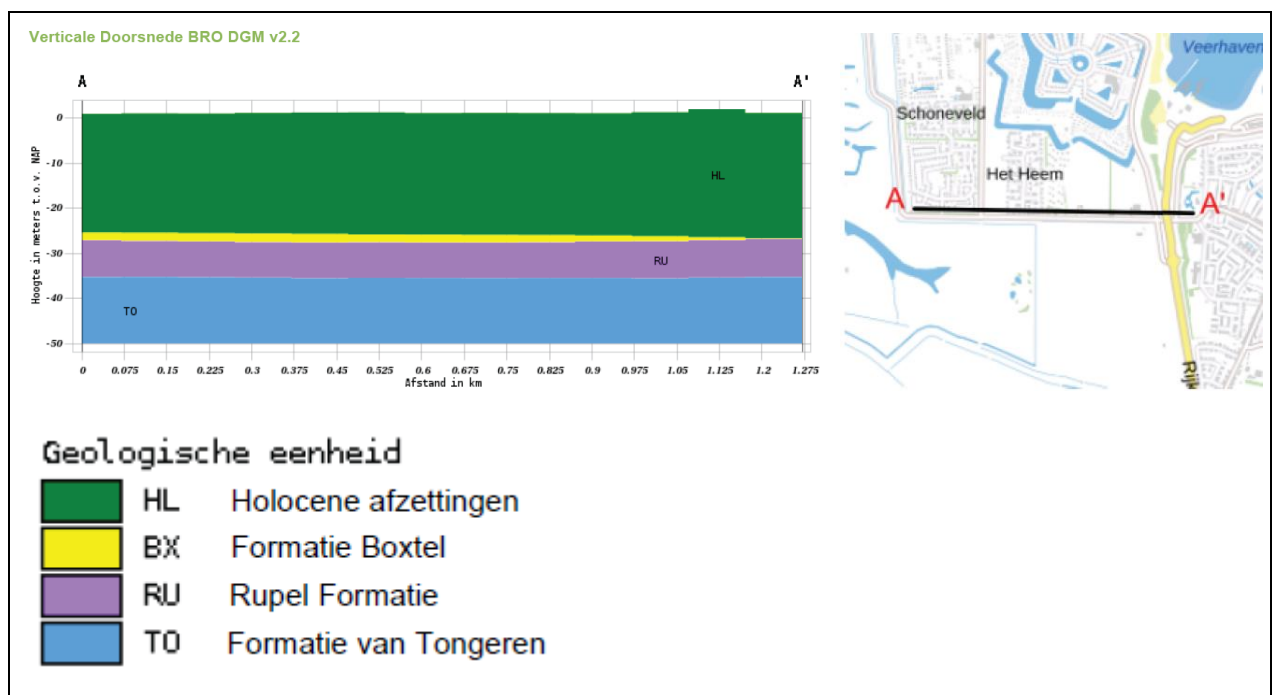 Verticale Doorsnede BRO DGM v2.2
A A'
Hoogte in meters t.o.v. NAP
0
-10
-20
-30
-40
-50
HL
RU
TO
0 0.075 0.15 0.225 0.3 0.375 0.45 0.525 0.6 0.675 0.75 0.825 0.9 0.975 1.05 1.125 1.2 1.275
Afstand in km
Veerhaven
Schoneveld
Het Heem
A A'
Rijk
Geologische eenheid
HL Holocene afzettingen
BX Formatie Boxtel
RU Rupel Formatie
TO Formatie van Tongeren